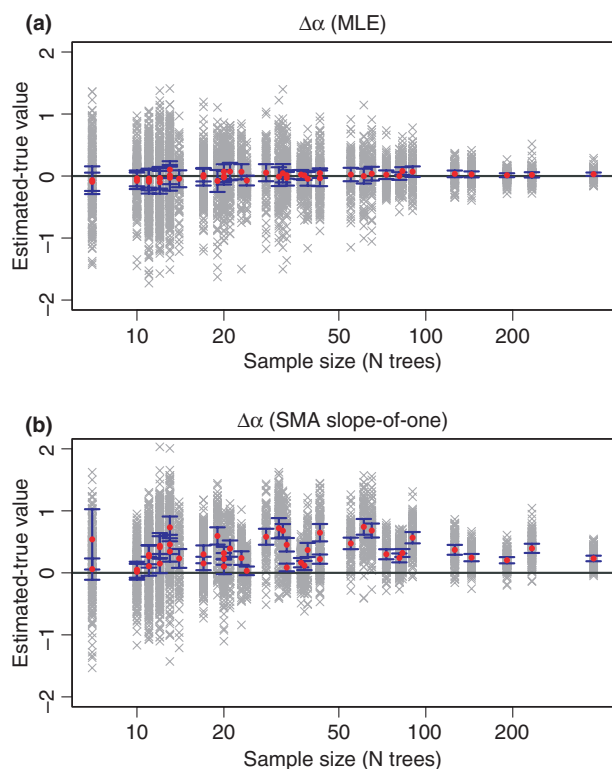 (a)
Δα (MLE)
Estimated-true value
2
1
0
−1
−2
10 20 50 100 200
Sample size (N trees)
(b)
Δα (SMA slope-of-one)
Estimated-true value
2
1
0
−1
−2
10 20 50 100 200
Sample size (N trees)